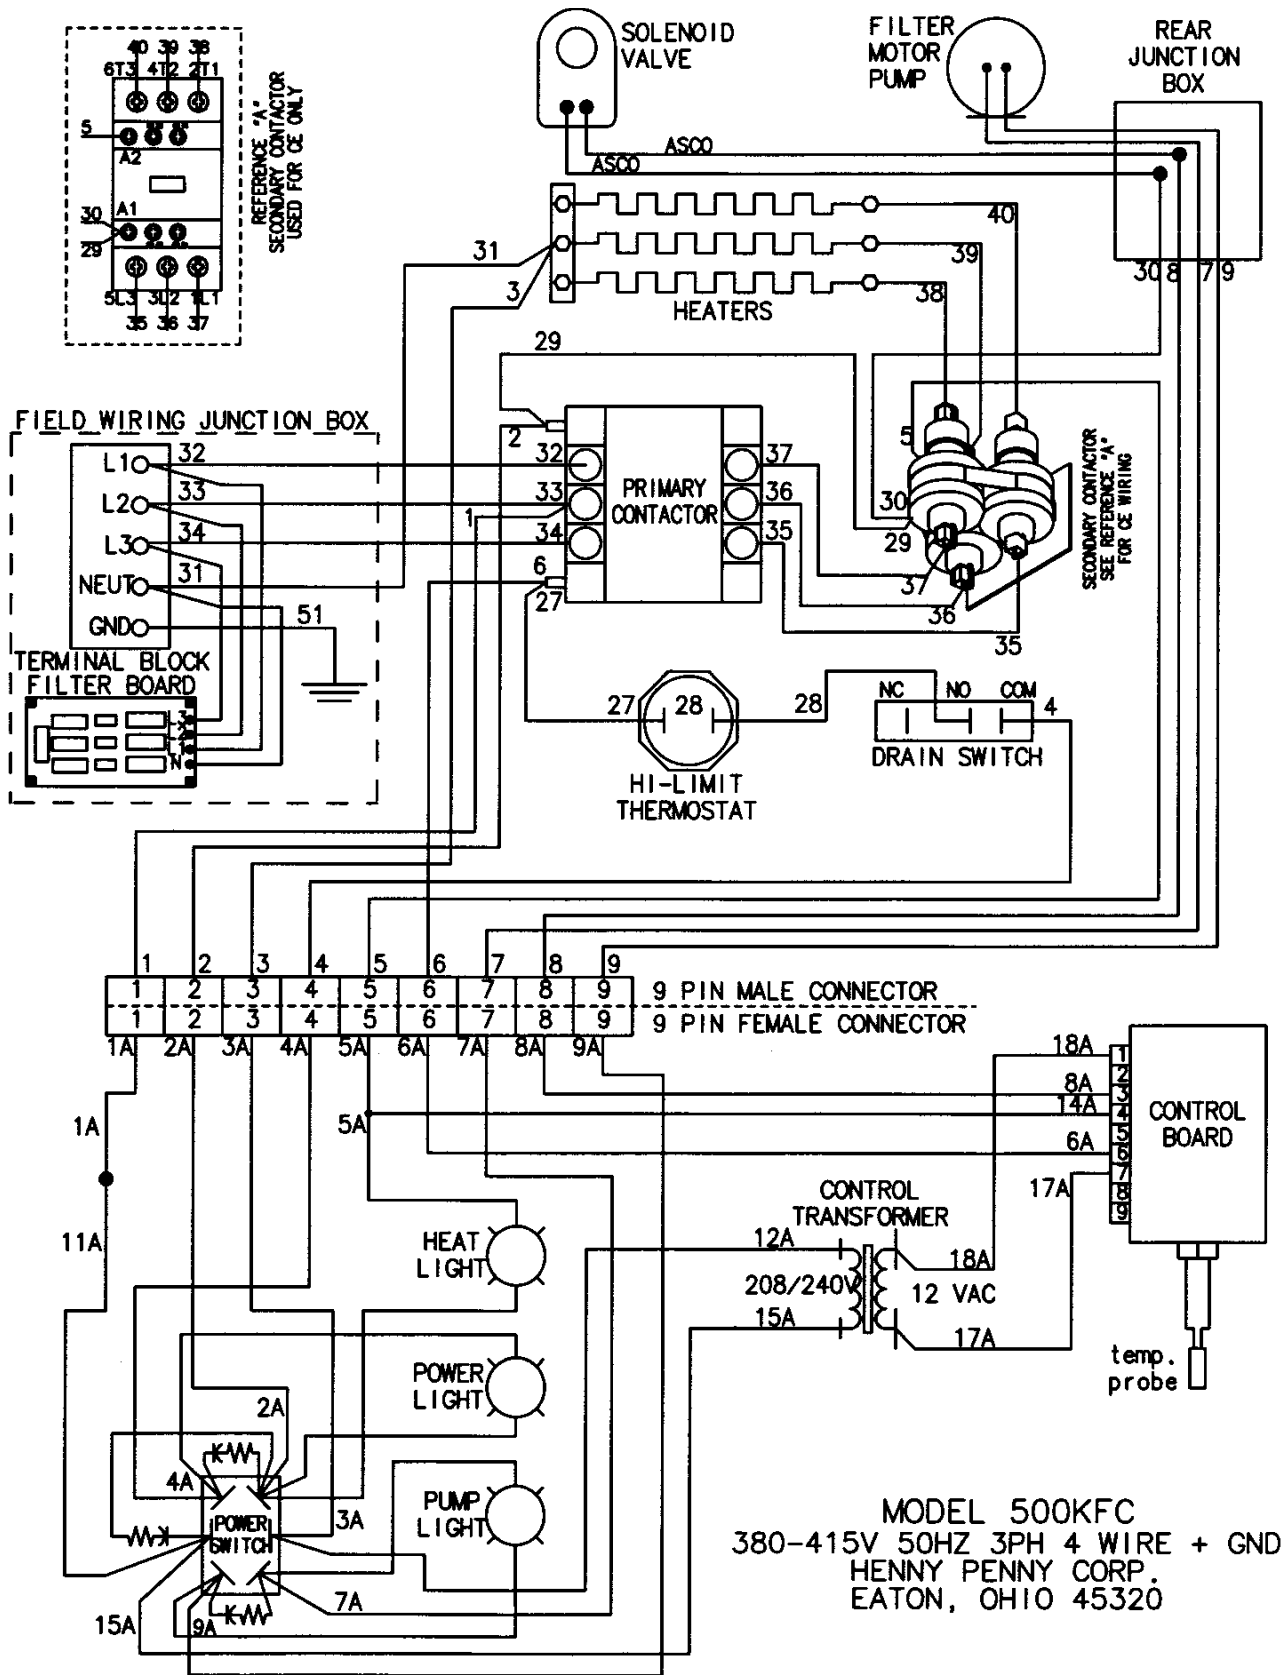 40 39 38
6T3 4T2 2T1
5
A2
A1
30
29
5L3 3L2 1L1
35 36 37
REFERENCE "A"
SECONDARY CONTACTOR
USED FOR CE ONLY
SOLENOID
VALVE
FILTER
MOTOR
PUMP
REAR
JUNCTION
BOX
ASCO
ASCO
40
39
38
31
3
HEATERS
30 8 7 9
29
2
FIELD WIRING JUNCTION BOX
L1 32
L2 33
L3 34
NEUT 31
GND 51
TERMINAL BLOCK
FILTER BOARD
L3
L2
L1
N
32
33
1
34
6
27
PRIMARY
CONTACTOR
37
36
35
5
30
29
37
36
35
SECONDARY CONTACTOR
SEE REFERENCE "A"
FOR CE WIRING
27 28 28
HI-LIMIT
THERMOSTAT
NC NO COM 4
DRAIN SWITCH
1 2 3 4 5 6 7 8 9
1 2 3 4 5 6 7 8 9 9 PIN MALE CONNECTOR
1 2 3 4 5 6 7 8 9 9 PIN FEMALE CONNECTOR
1A 2A 3A 4A 5A 6A 7A 8A 9A
1A
5A
11A
18A
8A
14A
6A
17A
1
2
3
4
5
6
7
8
9
CONTROL
BOARD
CONTROL
TRANSFORMER
12A
18A
208/240V
12 VAC
15A
17A
temp.
probe
HEAT
LIGHT
POWER
LIGHT
2A
4A
PUMP
LIGHT
3A
POWER
SWITCH
7A
15A
9A
MODEL 500KFC
380-415V 50HZ 3PH 4 WIRE + GND
HENNY PENNY CORP.
EATON, OHIO 45320